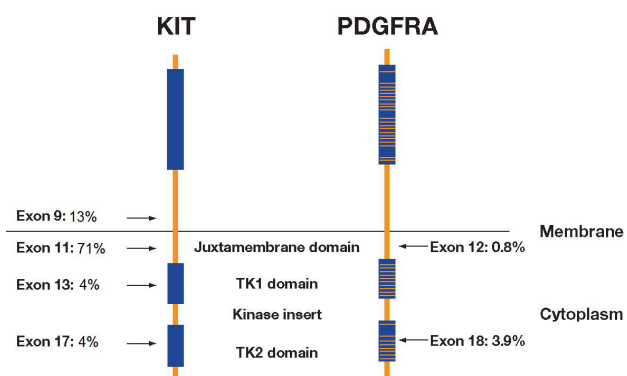 KIT PDGFRA
Exon 9: 13%
Membrane
Exon 11: 71% Juxtamembrane domain Exon 12: 0.8%
Exon 13: 4% TK1 domain
Kinase insert Cytoplasm
Exon 17: 4% TK2 domain Exon 18: 3.9%